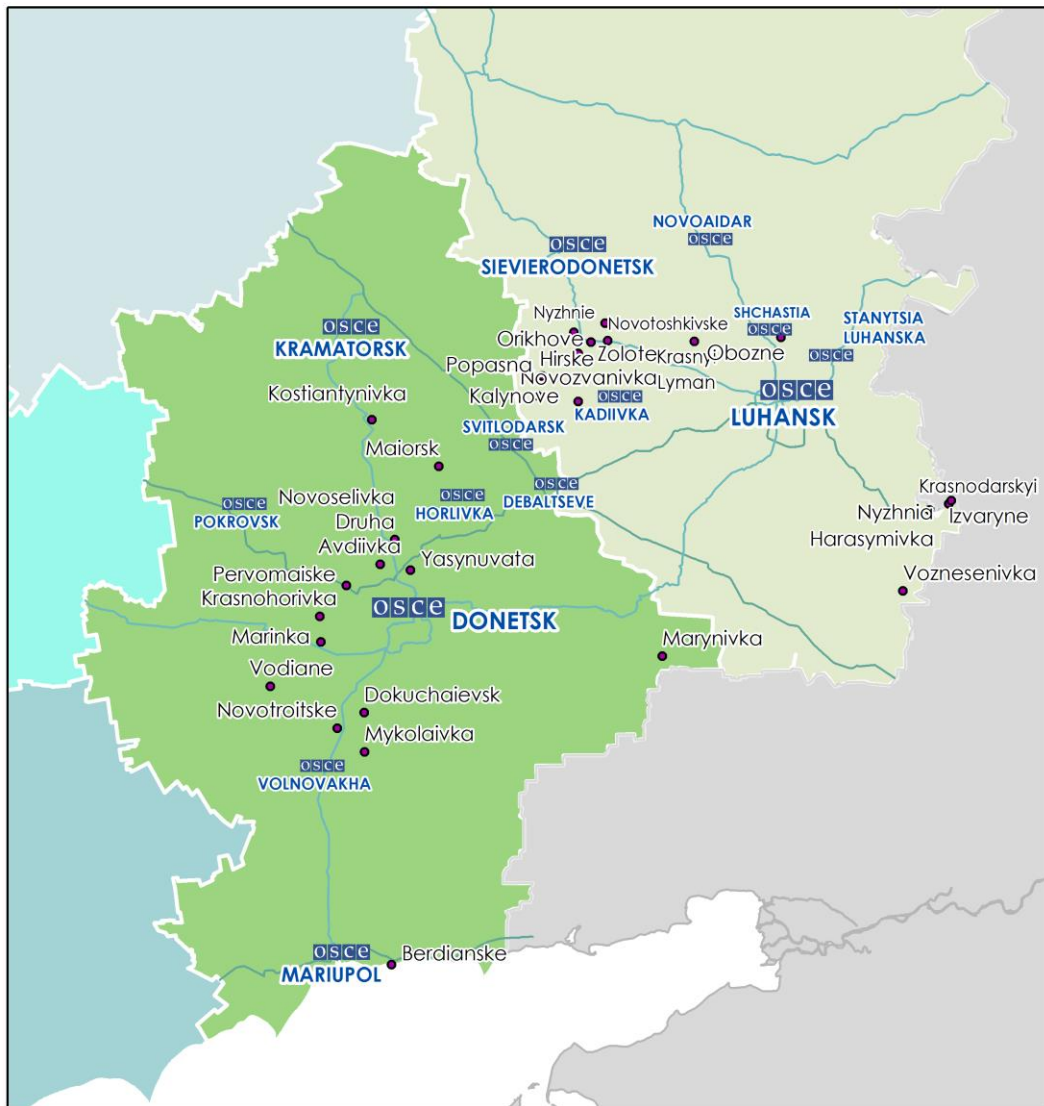 osce
NOVOAIDAR
osce
SIEVIERODONETSK
osce
KRAMATORSK
Nyzhnie
Novotoshkivske
SHCHASTIA
osce
STANYTSIA
LUHANSKA
osce
Orikhove
Hirske
Zolote
Krasnyi
Obozne
Popasna
Novozvanivka
Lyman
Kalynove
osce
KADIIVKA
osce
LUHANSK
Kostiantynivka
SVITLODARSK
osce
Maiorsk
osce
DEBALTSEVE
osce
HORLIVKA
osce
POKROVSK
Novoselivka
Druha
Avdiivka
Yasynuvata
Krasnodarskyi
Nyzhnia
Izvaryne
Harasymivka
Voznesenivka
Pervomaiske
Krasnohorivka
osce
DONETSK
Marinka
Marynivka
Vodiane
Dokuchaievsk
Novotroitske
Mykolaivka
osce
VOLNOVAKHA
osce
MARIUPOL
Berdianske